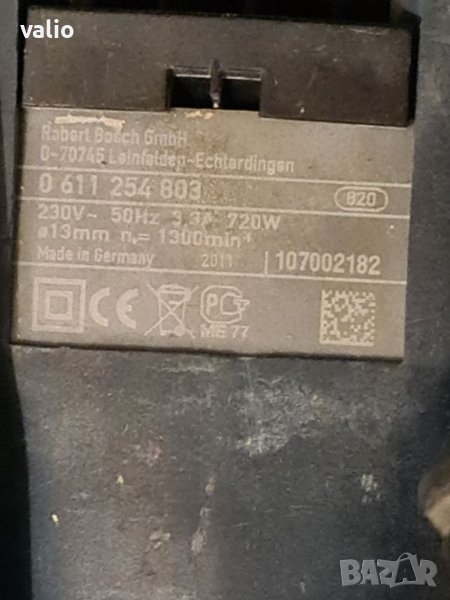 valio
Robert Bosch GmbH
D-70745 Leinfelden-Echterdingen
0 611 254 803
820
230V~ 50Hz 3,3A 720W
ø13mm n₀= 1300min⁻¹
Made in Germany 2011 107002182
CE
PC
ME 77
BAZAR